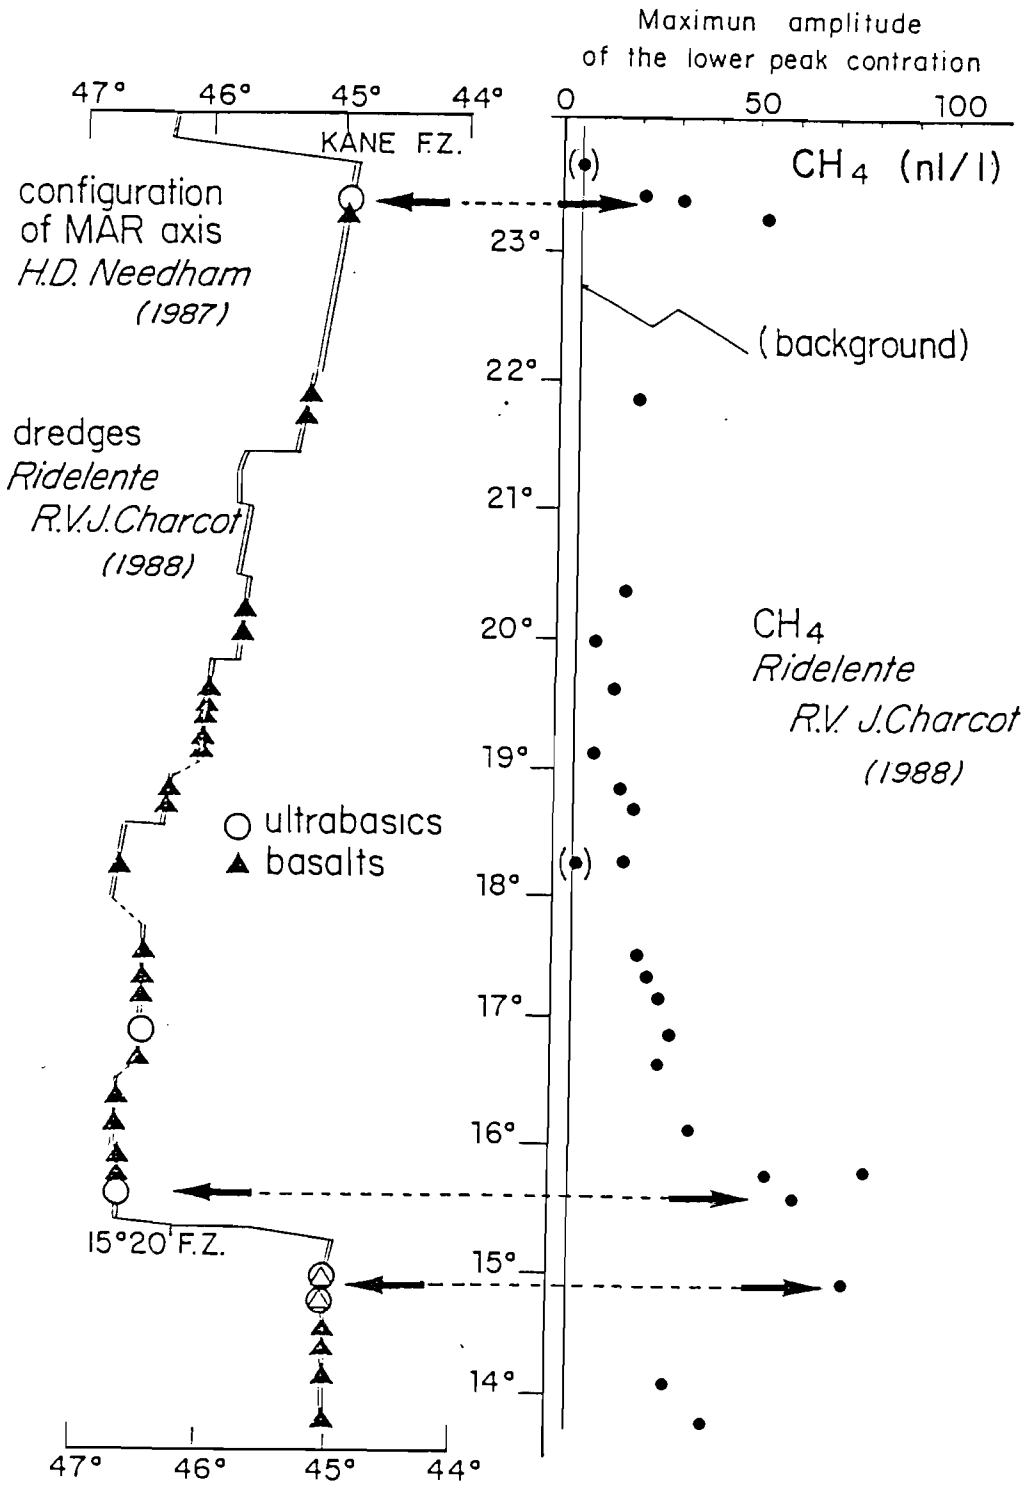 Maximun amplitude
of the lower peak contration
47° 46° 45° 44°
0 50 100
KANE F.Z.
CH4 (nl/l)
configuration
of MAR axis
H.D. Needham
(1987)
( )
23°
(background)
22°
dredges
Ridelente
R.V.J.Charcot
(1988)
21°
20°
CH4
Ridelente
R.V. J.Charcot
(1988)
19°
ultrabasics
basalts
( )
18°
17°
16°
15°20' F.Z.
15°
14°
47° 46° 45° 44°